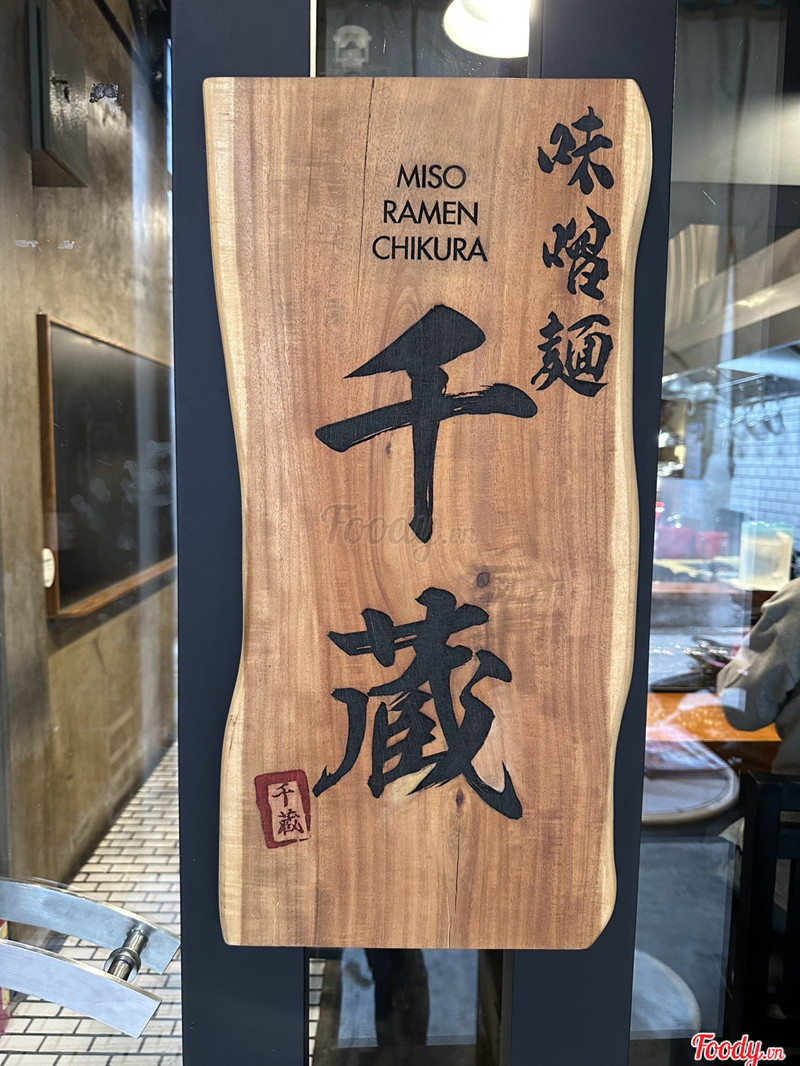 味噌麺
MISO
RAMEN
CHIKURA
千蔵
千蔵
Foody.vn
Foody.vn